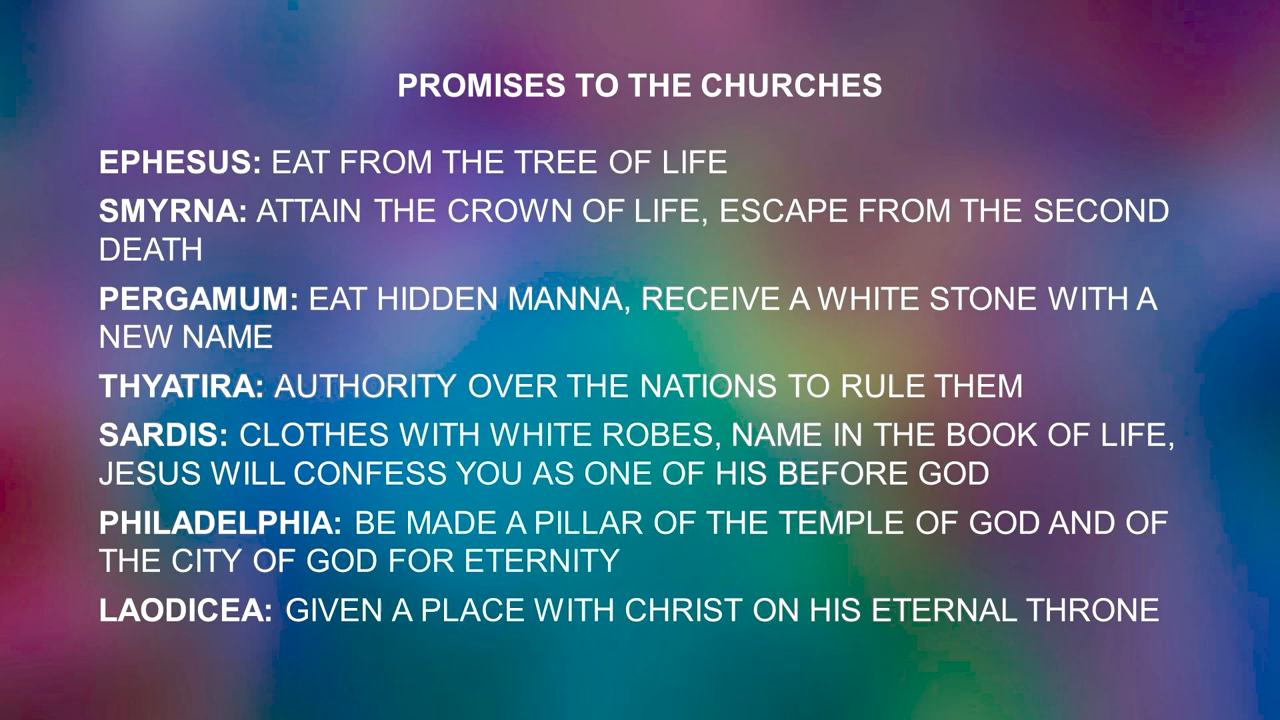 PROMISES TO THE CHURCHES
EPHESUS: EAT FROM THE TREE OF LIFE
SMYRNA: ATTAIN THE CROWN OF LIFE, ESCAPE FROM THE SECOND
DEATH
PERGAMUM: EAT HIDDEN MANNA, RECEIVE A WHITE STONE WITH A
NEW NAME
THYATIRA: AUTHORITY OVER THE NATIONS TO RULE THEM
SARDIS: CLOTHES WITH WHITE ROBES, NAME IN THE BOOK OF LIFE,
JESUS WILL CONFESS YOU AS ONE OF HIS BEFORE GOD
PHILADELPHIA: BE MADE A PILLAR OF THE TEMPLE OF GOD AND OF
THE CITY OF GOD FOR ETERNITY
LAODICEA: GIVEN A PLACE WITH CHRIST ON HIS ETERNAL THRONE